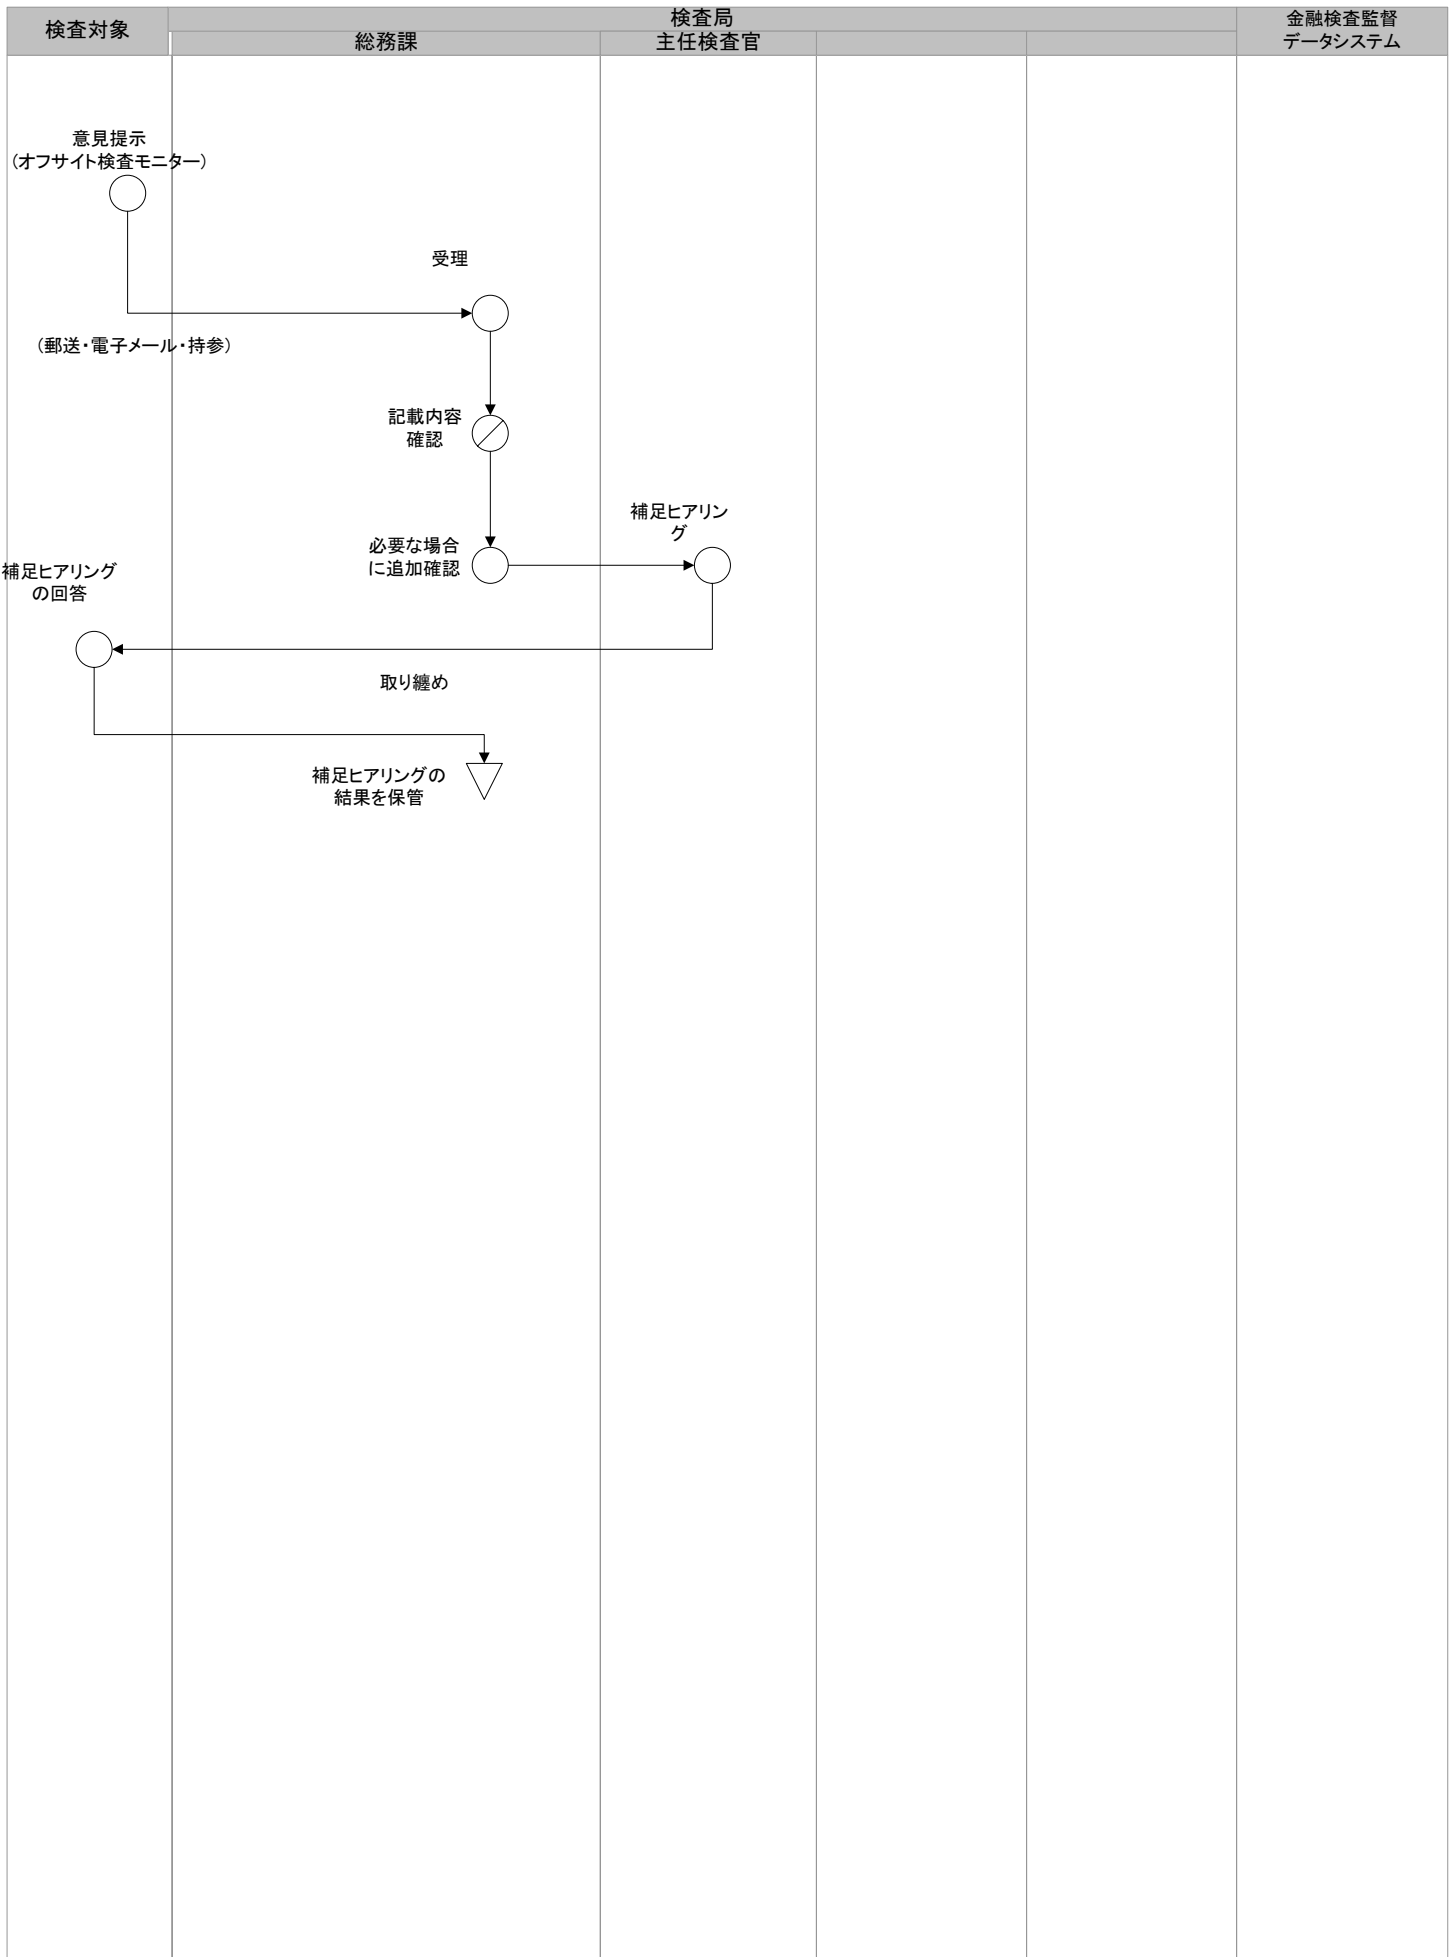 検査対象
検査局
金融検査監督
データシステム
総務課
主任検査官
意見提示
（オフサイト検査モニター）
受理
（郵送・電子メール・持参）
記載内容
確認
補足ヒアリン
グ
必要な場合
に追加確認
補足ヒアリング
の回答
取り纏め
補足ヒアリングの
結果を保管